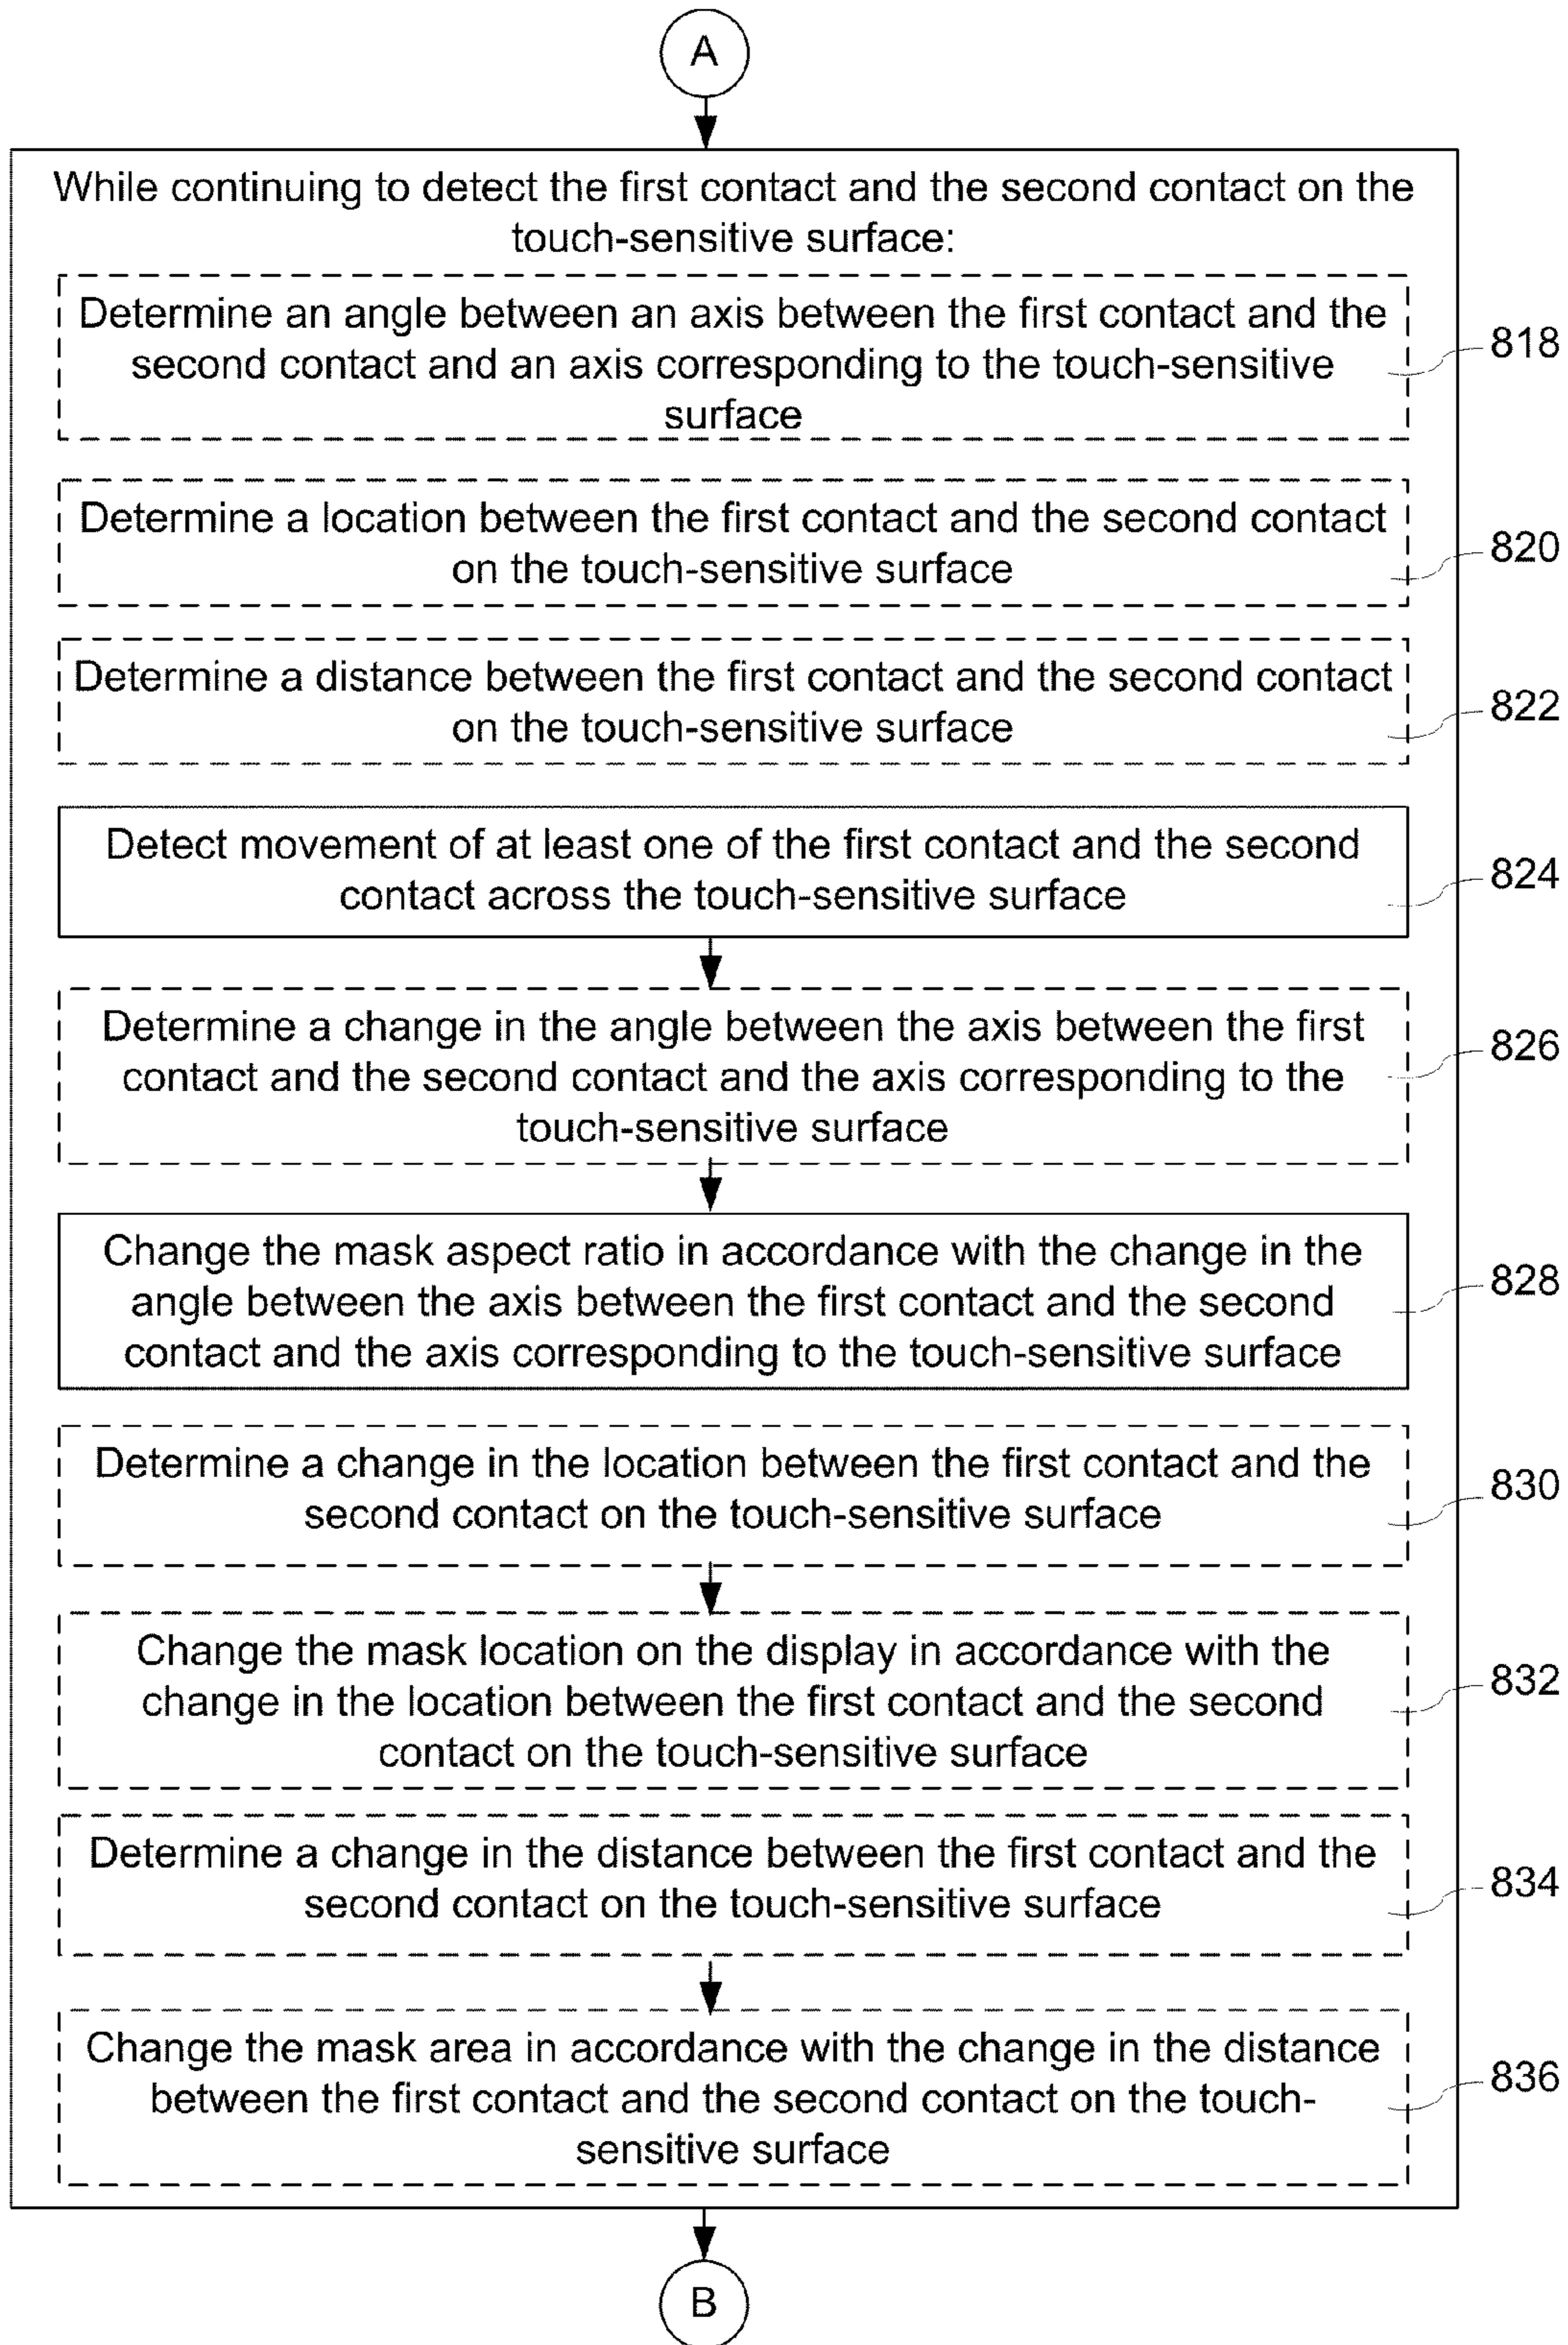 A
While continuing to detect the first contact and the second contact on the
touch-sensitive surface:
Determine an angle between an axis between the first contact and the
second contact and an axis corresponding to the touch-sensitive
surface
818
Determine a location between the first contact and the second contact
on the touch-sensitive surface
820
Determine a distance between the first contact and the second contact
on the touch-sensitive surface
822
Detect movement of at least one of the first contact and the second
contact across the touch-sensitive surface
824
Determine a change in the angle between the axis between the first
contact and the second contact and the axis corresponding to the
touch-sensitive surface
826
Change the mask aspect ratio in accordance with the change in the
angle between the axis between the first contact and the second
contact and the axis corresponding to the touch-sensitive surface
828
Determine a change in the location between the first contact and the
second contact on the touch-sensitive surface
830
Change the mask location on the display in accordance with the
change in the location between the first contact and the second
contact on the touch-sensitive surface
832
Determine a change in the distance between the first contact and the
second contact on the touch-sensitive surface
834
Change the mask area in accordance with the change in the distance
between the first contact and the second contact on the touch-
sensitive surface
836
B